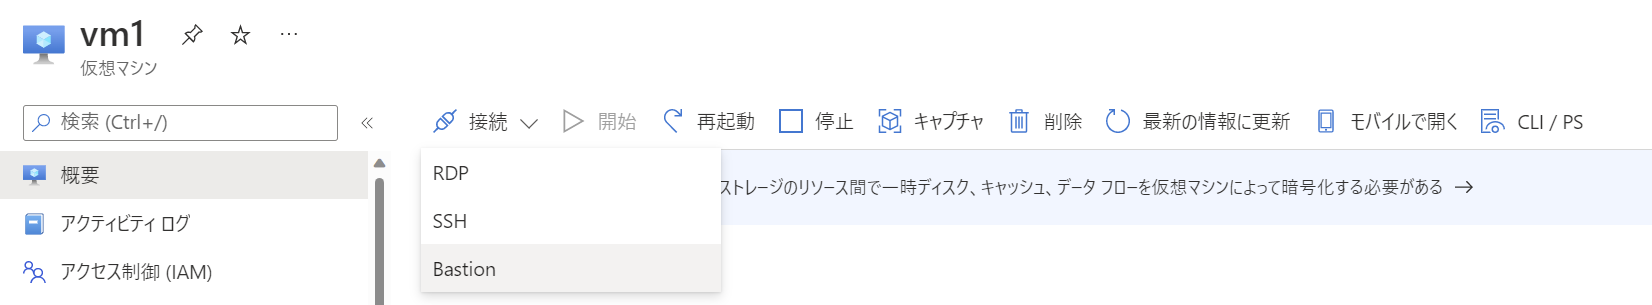 vm1
仮想マシン
検索 (Ctrl+/)
接続
開始
再起動
停止
キャプチャ
削除
最新の情報に更新
モバイルで開く
CLI / PS
概要
アクティビティ ログ
アクセス制御 (IAM)
RDP
SSH
Bastion
ストレージのリソース間で一時ディスク、キャッシュ、データ フローを仮想マシンによって暗号化する必要がある